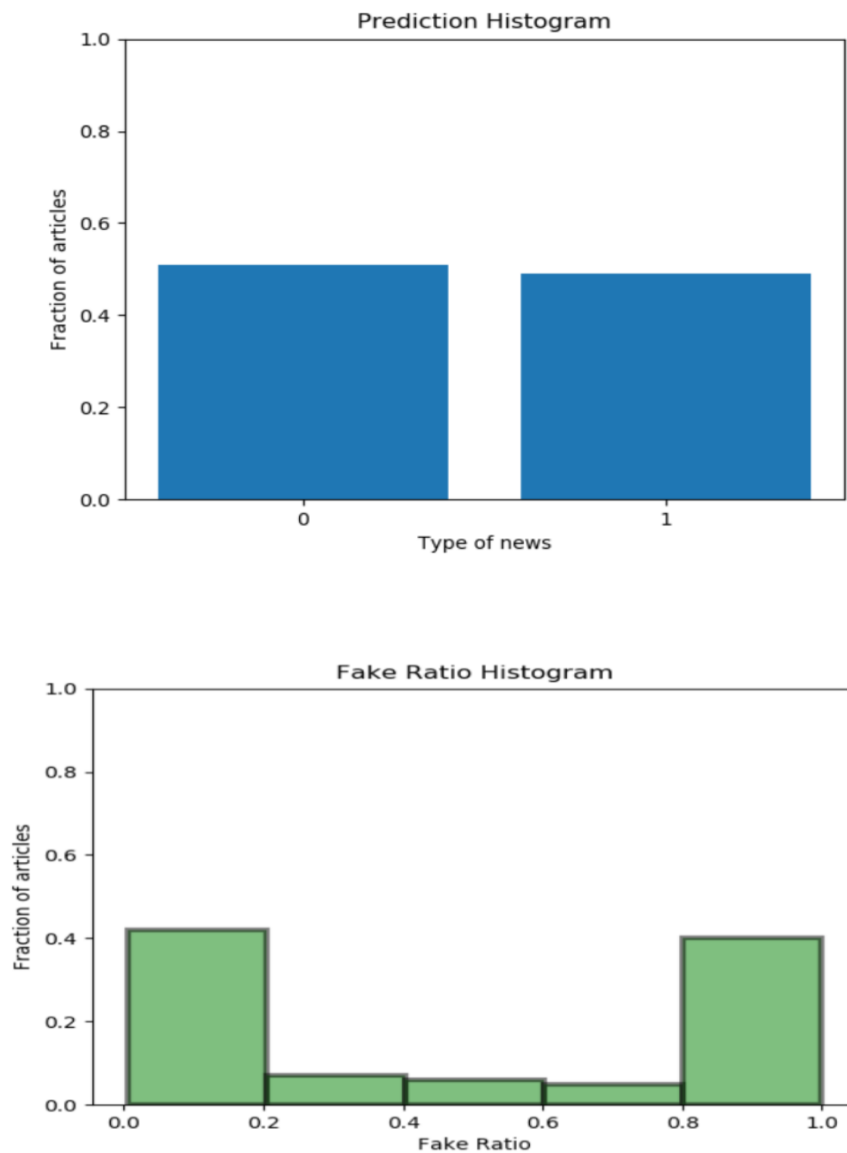 Prediction Histogram
1.0
0.8
0.6
0.4
0.2
0.0
Fraction of articles
0 1
Type of news
Fake Ratio Histogram
1.0
0.8
0.6
0.4
0.2
0.0
Fraction of articles
0.0 0.2 0.4 0.6 0.8 1.0
Fake Ratio